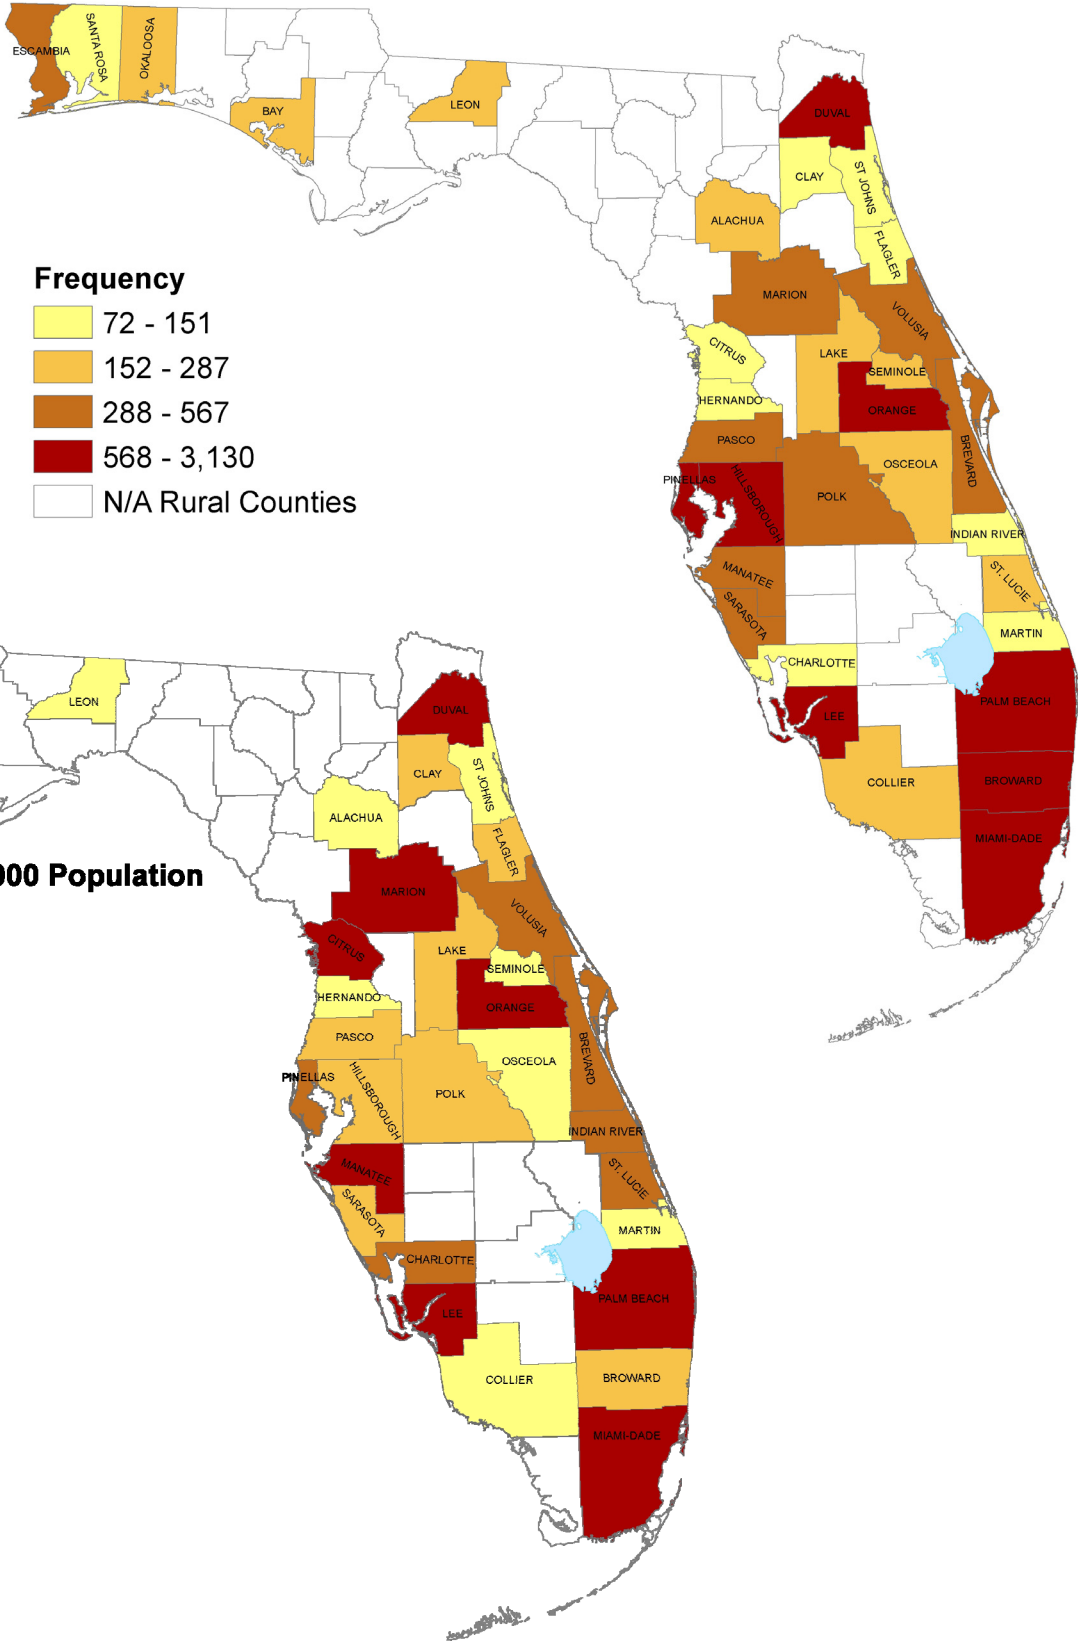 ESCAMBIA
SANTA ROSA
OKALOOSA
BAY
LEON
DUVAL
CLAY
ST JOHNS
ALACHUA
FLAGLER
MARION
VOLUSIA
CITRUS
LAKE
SEMINOLE
HERNANDO
ORANGE
PASCO
BREVARD
OSCEOLA
PINELLAS
HILLSBOROUGH
POLK
INDIAN RIVER
MANATEE
ST. LUCIE
SARASOTA
MARTIN
CHARLOTTE
PALM BEACH
LEE
COLLIER
BROWARD
MIAMI-DADE
Frequency
72 - 151
152 - 287
288 - 567
568 - 3,130
N/A Rural Counties
LEON
DUVAL
CLAY
ST JOHNS
ALACHUA
FLAGLER
000 Population
MARION
VOLUSIA
CITRUS
LAKE
SEMINOLE
HERNANDO
ORANGE
PASCO
BREVARD
OSCEOLA
PINELLAS
HILLSBOROUGH
POLK
INDIAN RIVER
MANATEE
ST. LUCIE
SARASOTA
MARTIN
CHARLOTTE
PALM BEACH
LEE
COLLIER
BROWARD
MIAMI-DADE